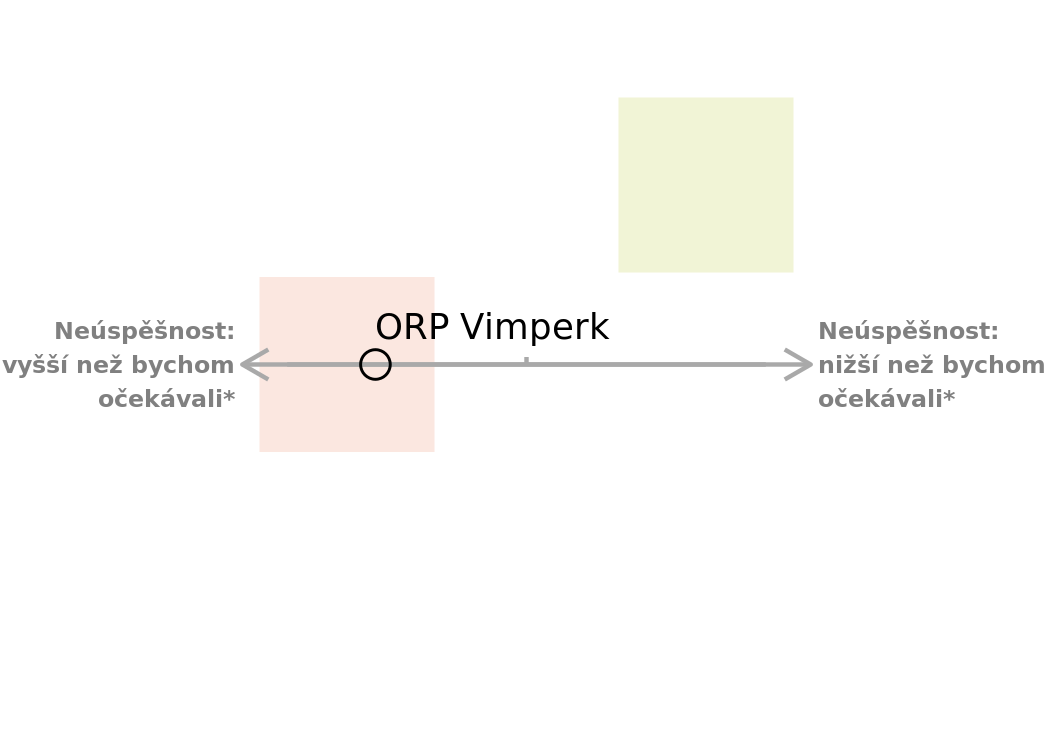 ORP Vimperk
Neúspěšnost:
vyšší než bychom
očekávali*
Neúspěšnost:
nižší než bychom
očekávali*